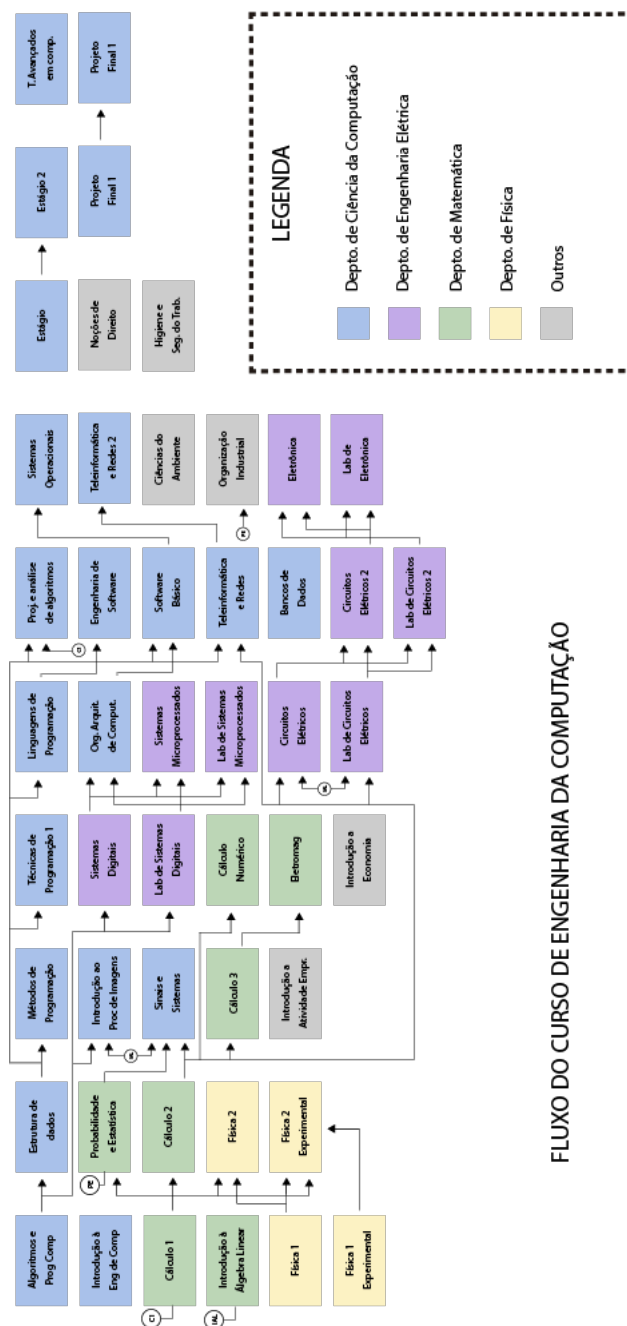 Algoritmos e
Prog Comp
Introdução à
Eng de Comp
C1
Cálculo 1
IAL
Introdução à
Álgebra Linear
Física 1
Física 1
Experimental
Estrutura de
dados
PE
Probabilidade
e Estatística
Cálculo 2
Física 2
Física 2
Experimental
Métodos de
Programação
Introdução ao
Proc de Imagens
IAL
Sinais e
Sistemas
Cálculo 3
Introdução a
Atividade Empr.
Técnicas de
Programação 1
Sistemas
Digitais
Lab de Sistemas
Digitais
Cálculo
Numérico
Eletromag
Introdução a
Economia
Linguagens de
Programação
Org. Arquit.
de Comput.
Sistemas
Microprocessados
Lab de Sistemas
Microprocessados
Circuitos
Elétricos
IAL
Lab de Circuitos
Elétricos
Proj. e análise
de algoritmos
C1
Engenharia de
Software
Software
Básico
Teleinformática
e Redes
Bancos de
Dados
Circuitos
Elétricos 2
Lab de Circuitos
Elétricos 2
Sistemas
Operacionais
Teleinformática
e Redes 2
Ciências do
Ambiente
PE
Organização
Industrial
Eletrônica
Lab de
Eletrônica
Estágio
Noções de
Direito
Higiene e
Seg. do Trab.
Estágio 2
Projeto
Final 1
T. Avançados
em comp.
Projeto
Final 1
LEGENDA
Depto. de Ciência da Computação
Depto. de Engenharia Elétrica
Depto. de Matemática
Depto. de Física
Outros
FLUXO DO CURSO DE ENGENHARIA DA COMPUTAÇÃO